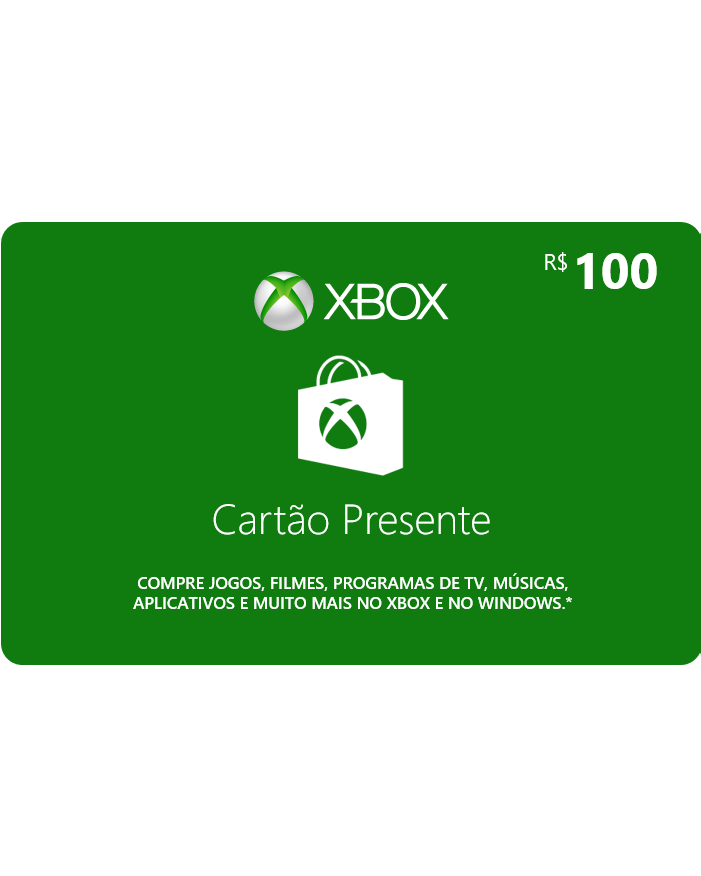 R$ 100
XBOX
Cartão Presente
COMPRE JOGOS, FILMES, PROGRAMAS DE TV, MÚSICAS,
APLICATIVOS E MUITO MAIS NO XBOX E NO WINDOWS.*